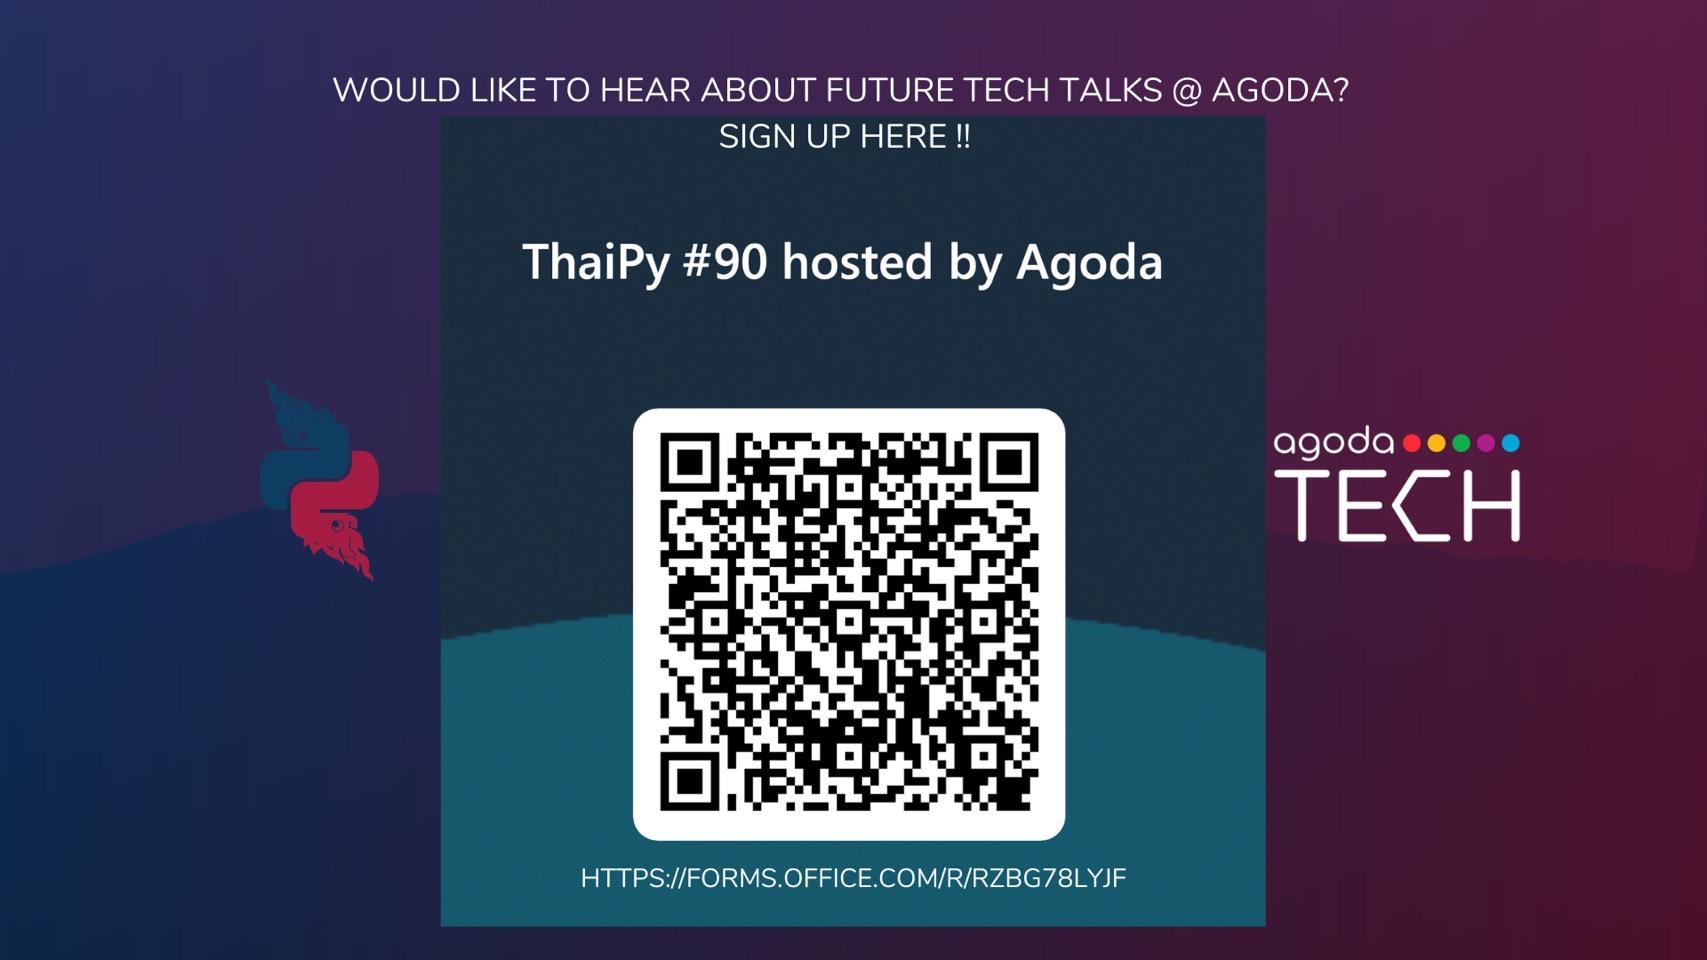 WOULD LIKE TO HEAR ABOUT FUTURE TECH TALKS @ AGODA?
SIGN UP HERE !!
ThaiPy #90 hosted by Agoda
agoda
TECH
HTTPS://FORMS.OFFICE.COM/R/RZBG78LYJF